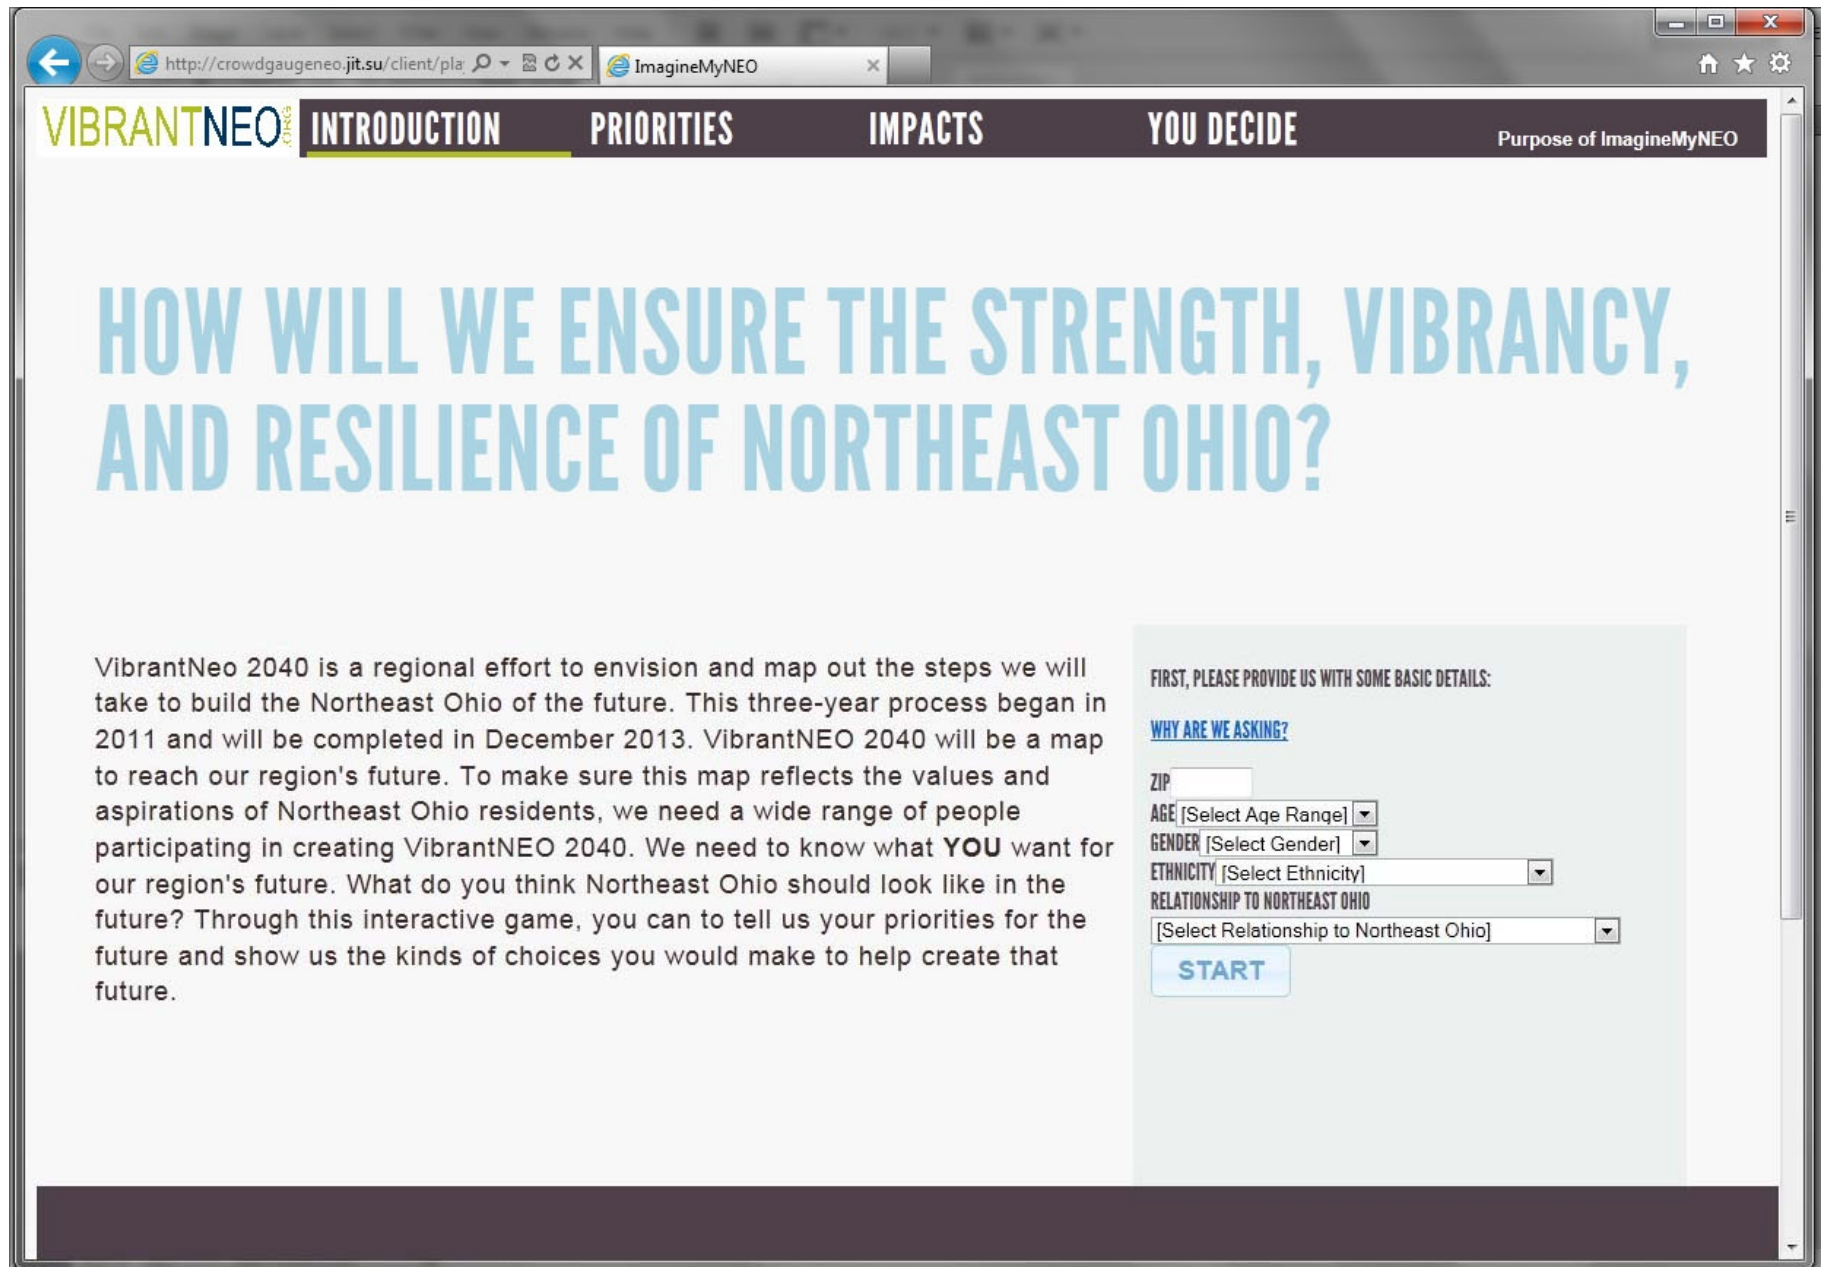 http://crowdgaugeneo.jit.su/client/pla
ImagineMyNEO
VIBRANTNEO.ORG
INTRODUCTION
PRIORITIES
IMPACTS
YOU DECIDE
Purpose of ImagineMyNEO
HOW WILL WE ENSURE THE STRENGTH, VIBRANCY,
AND RESILIENCE OF NORTHEAST OHIO?
VibrantNeo 2040 is a regional effort to envision and map out the steps we will
take to build the Northeast Ohio of the future. This three-year process began in
2011 and will be completed in December 2013. VibrantNEO 2040 will be a map
to reach our region's future. To make sure this map reflects the values and
aspirations of Northeast Ohio residents, we need a wide range of people
participating in creating VibrantNEO 2040. We need to know what YOU want for
our region's future. What do you think Northeast Ohio should look like in the
future? Through this interactive game, you can to tell us your priorities for the
future and show us the kinds of choices you would make to help create that
future.
FIRST, PLEASE PROVIDE US WITH SOME BASIC DETAILS:
WHY ARE WE ASKING?
ZIP
AGE [Select Age Range]
GENDER [Select Gender]
ETHNICITY [Select Ethnicity]
RELATIONSHIP TO NORTHEAST OHIO
[Select Relationship to Northeast Ohio]
START